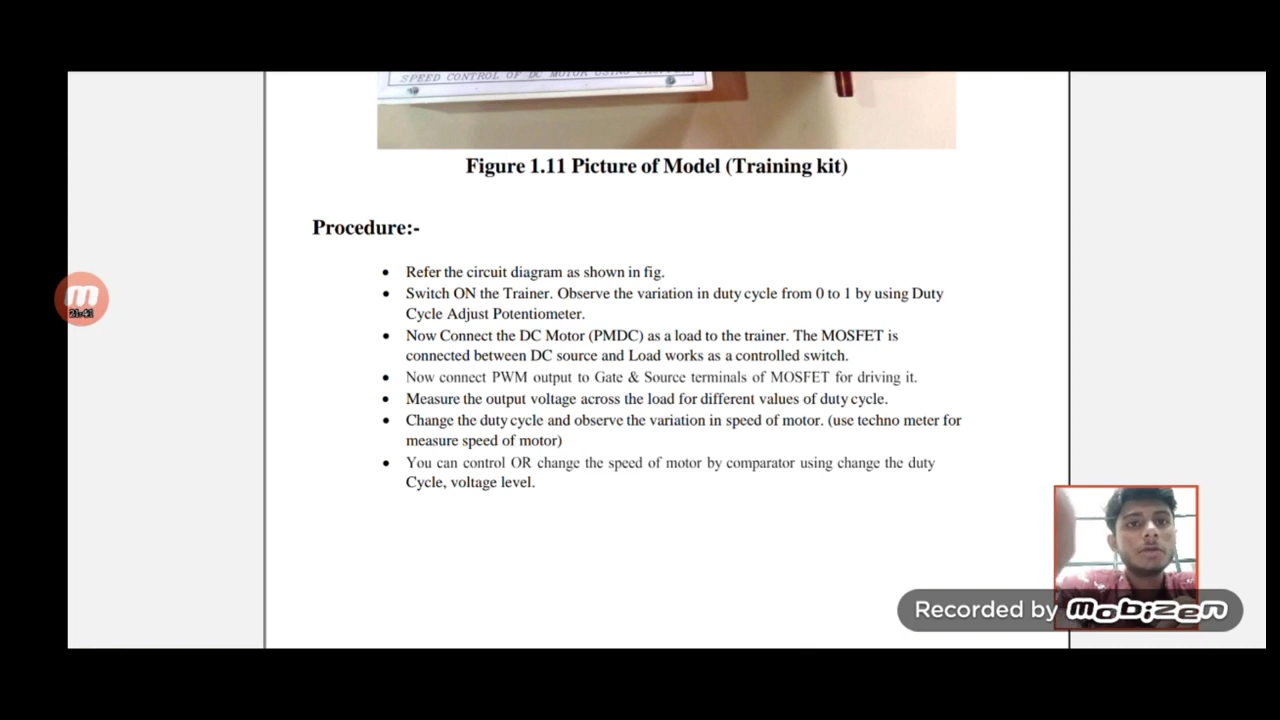 SPEED CONTROL OF DC MOTOR USING
Figure 1.11 Picture of Model (Training kit)
Procedure:-
• Refer the circuit diagram as shown in fig.
• Switch ON the Trainer. Observe the variation in duty cycle from 0 to 1 by using Duty
Cycle Adjust Potentiometer.
• Now Connect the DC Motor (PMDC) as a load to the trainer. The MOSFET is
connected between DC source and Load works as a controlled switch.
• Now connect PWM output to Gate & Source terminals of MOSFET for driving it.
• Measure the output voltage across the load for different values of duty cycle.
• Change the duty cycle and observe the variation in speed of motor. (use techno meter for
measure speed of motor)
• You can control OR change the speed of motor by comparator using change the duty
Cycle, voltage level.
m
21:41
Recorded by mobizen